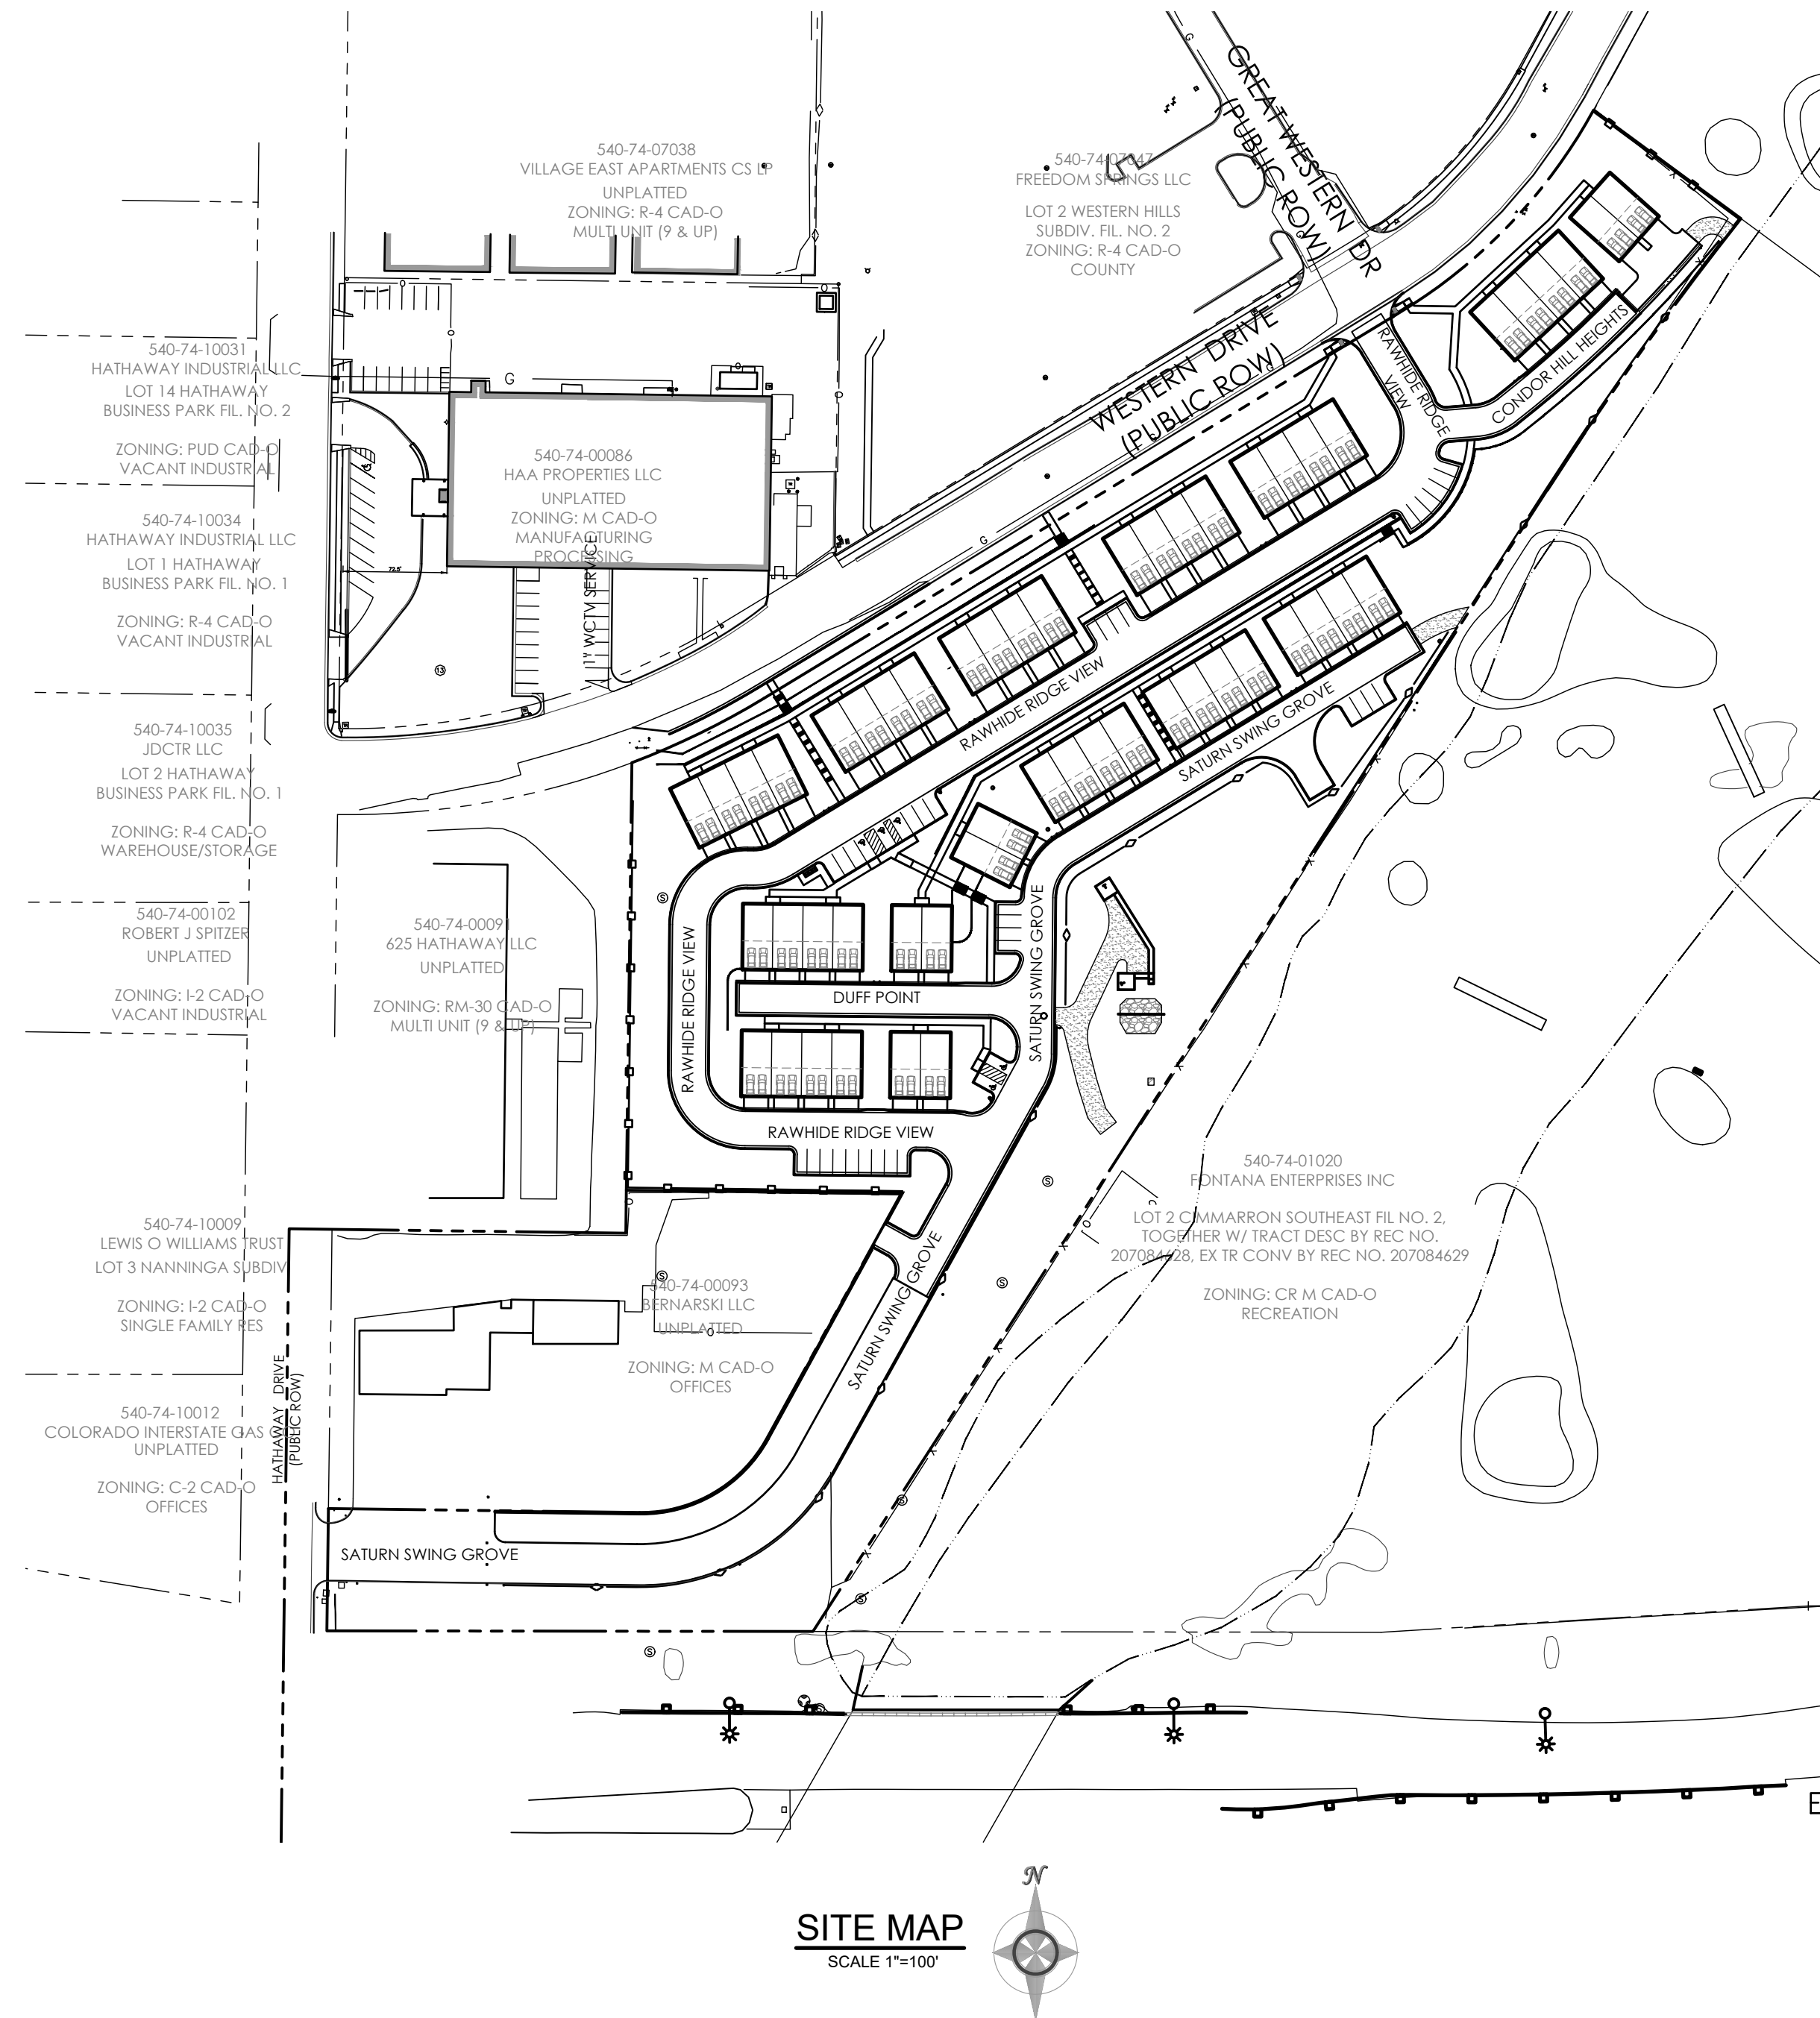 GREAT WESTERN DR
(PUBLIC ROW)
540-74-07038
VILLAGE EAST APARTMENTS CS LP
UNPLATTED
ZONING: R-4 CAD-O
MULTI UNIT (9 & UP)
540-74-07047
FREEDOM SPRINGS LLC
LOT 2 WESTERN HILLS
SUBDIV. FIL. NO. 2
ZONING: R-4 CAD-O
COUNTY
WESTERN DRIVE
(PUBLIC ROW)
RAWHIDE RIDGE
VIEW
CONDOR HILL HEIGHTS
540-74-10031
HATHAWAY INDUSTRIAL LLC
LOT 14 HATHAWAY
BUSINESS PARK FIL. NO. 2
ZONING: PUD CAD-O
VACANT INDUSTRIAL
G
G
G
540-74-00086
HAA PROPERTIES LLC
UNPLATTED
ZONING: M CAD-O
MANUFACTURING
PROCESSING
72.5'
13
540-74-10034
HATHAWAY INDUSTRIAL LLC
LOT 1 HATHAWAY
BUSINESS PARK FIL. NO. 1
ZONING: R-4 CAD-O
VACANT INDUSTRIAL
RAWHIDE RIDGE VIEW
SATURN SWING GROVE
540-74-10035
JDCTR LLC
LOT 2 HATHAWAY
BUSINESS PARK FIL. NO. 1
ZONING: R-4 CAD-O
WAREHOUSE/STORAGE
540-74-00102
ROBERT J SPITZER
UNPLATTED
ZONING: I-2 CAD-O
VACANT INDUSTRIAL
540-74-00091
625 HATHAWAY LLC
UNPLATTED
ZONING: RM-30 CAD-O
MULTI UNIT (9 & UP)
S
RAWHIDE RIDGE VIEW
DUFF POINT
SATURN SWING GROVE
RAWHIDE RIDGE VIEW
540-74-01020
FONTANA ENTERPRISES INC
LOT 2 CIMMARRON SOUTHEAST FIL NO. 2,
TOGETHER W/ TRACT DESC BY REC NO.
207084628, EX TR CONV BY REC NO. 207084629
ZONING: CR M CAD-O
RECREATION
S
S
S
540-74-10009
LEWIS O WILLIAMS TRUST
LOT 3 NANNINGA SUBDIV
ZONING: I-2 CAD-O
SINGLE FAMILY RES
540-74-00093
BERNARSKI LLC
UNPLATTED
ZONING: M CAD-O
OFFICES
SATURN SWING GROVE
HATHAWAY DRIVE
(PUBLIC ROW)
540-74-10012
COLORADO INTERSTATE GAS
UNPLATTED
ZONING: C-2 CAD-O
OFFICES
S
SATURN SWING GROVE
S
S
E
N
SITE MAP
SCALE 1"=100'